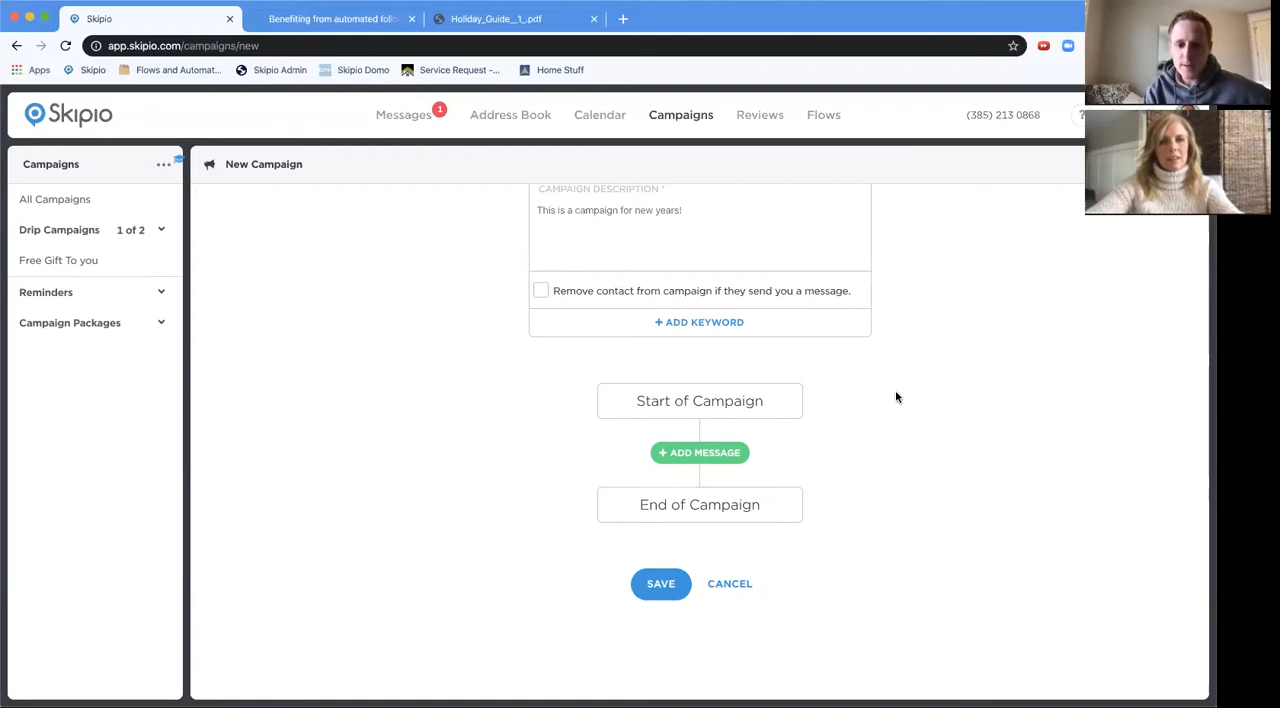 Skipio
Benefiting from automated follo
Holiday_Guide__1_.pdf
app.skipio.com/campaigns/new
Apps
Skipio
Flows and Automat...
Skipio Admin
Skipio Domo
Service Request -...
Home Stuff
Skipio
Messages 1
Address Book
Calendar
Campaigns
Reviews
Flows
(385) 213 0868
?
Campaigns
New Campaign
All Campaigns
Drip Campaigns 1 of 2
Free Gift To you
Reminders
Campaign Packages
CAMPAIGN DESCRIPTION *
This is a campaign for new years!
Remove contact from campaign if they send you a message.
+ ADD KEYWORD
Start of Campaign
+ ADD MESSAGE
End of Campaign
SAVE
CANCEL